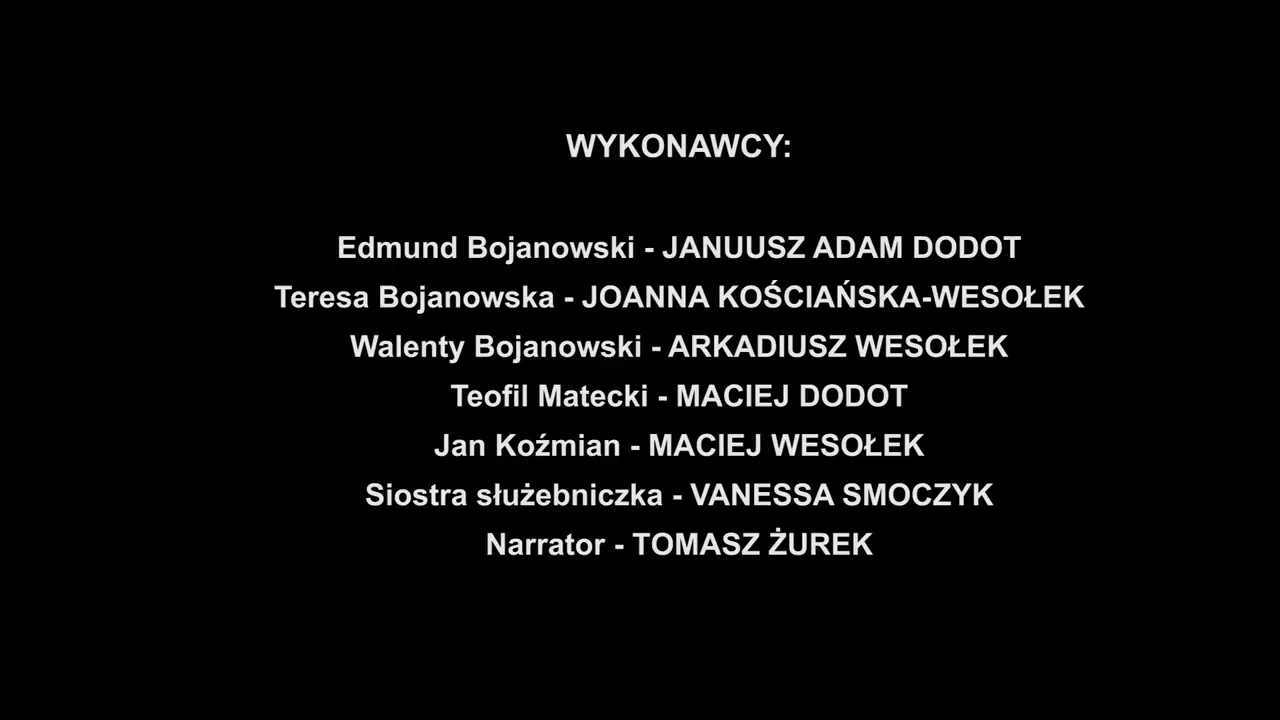 WYKONAWCY:
Edmund Bojanowski - JANUUSZ ADAM DODOT
Teresa Bojanowska - JOANNA KOŚCIAŃSKA-WESOŁEK
Walenty Bojanowski - ARKADIUSZ WESOŁEK
Teofil Matecki - MACIEJ DODOT
Jan Koźmian - MACIEJ WESOŁEK
Siostra służebniczka - VANESSA SMOCZYK
Narrator - TOMASZ ŻUREK